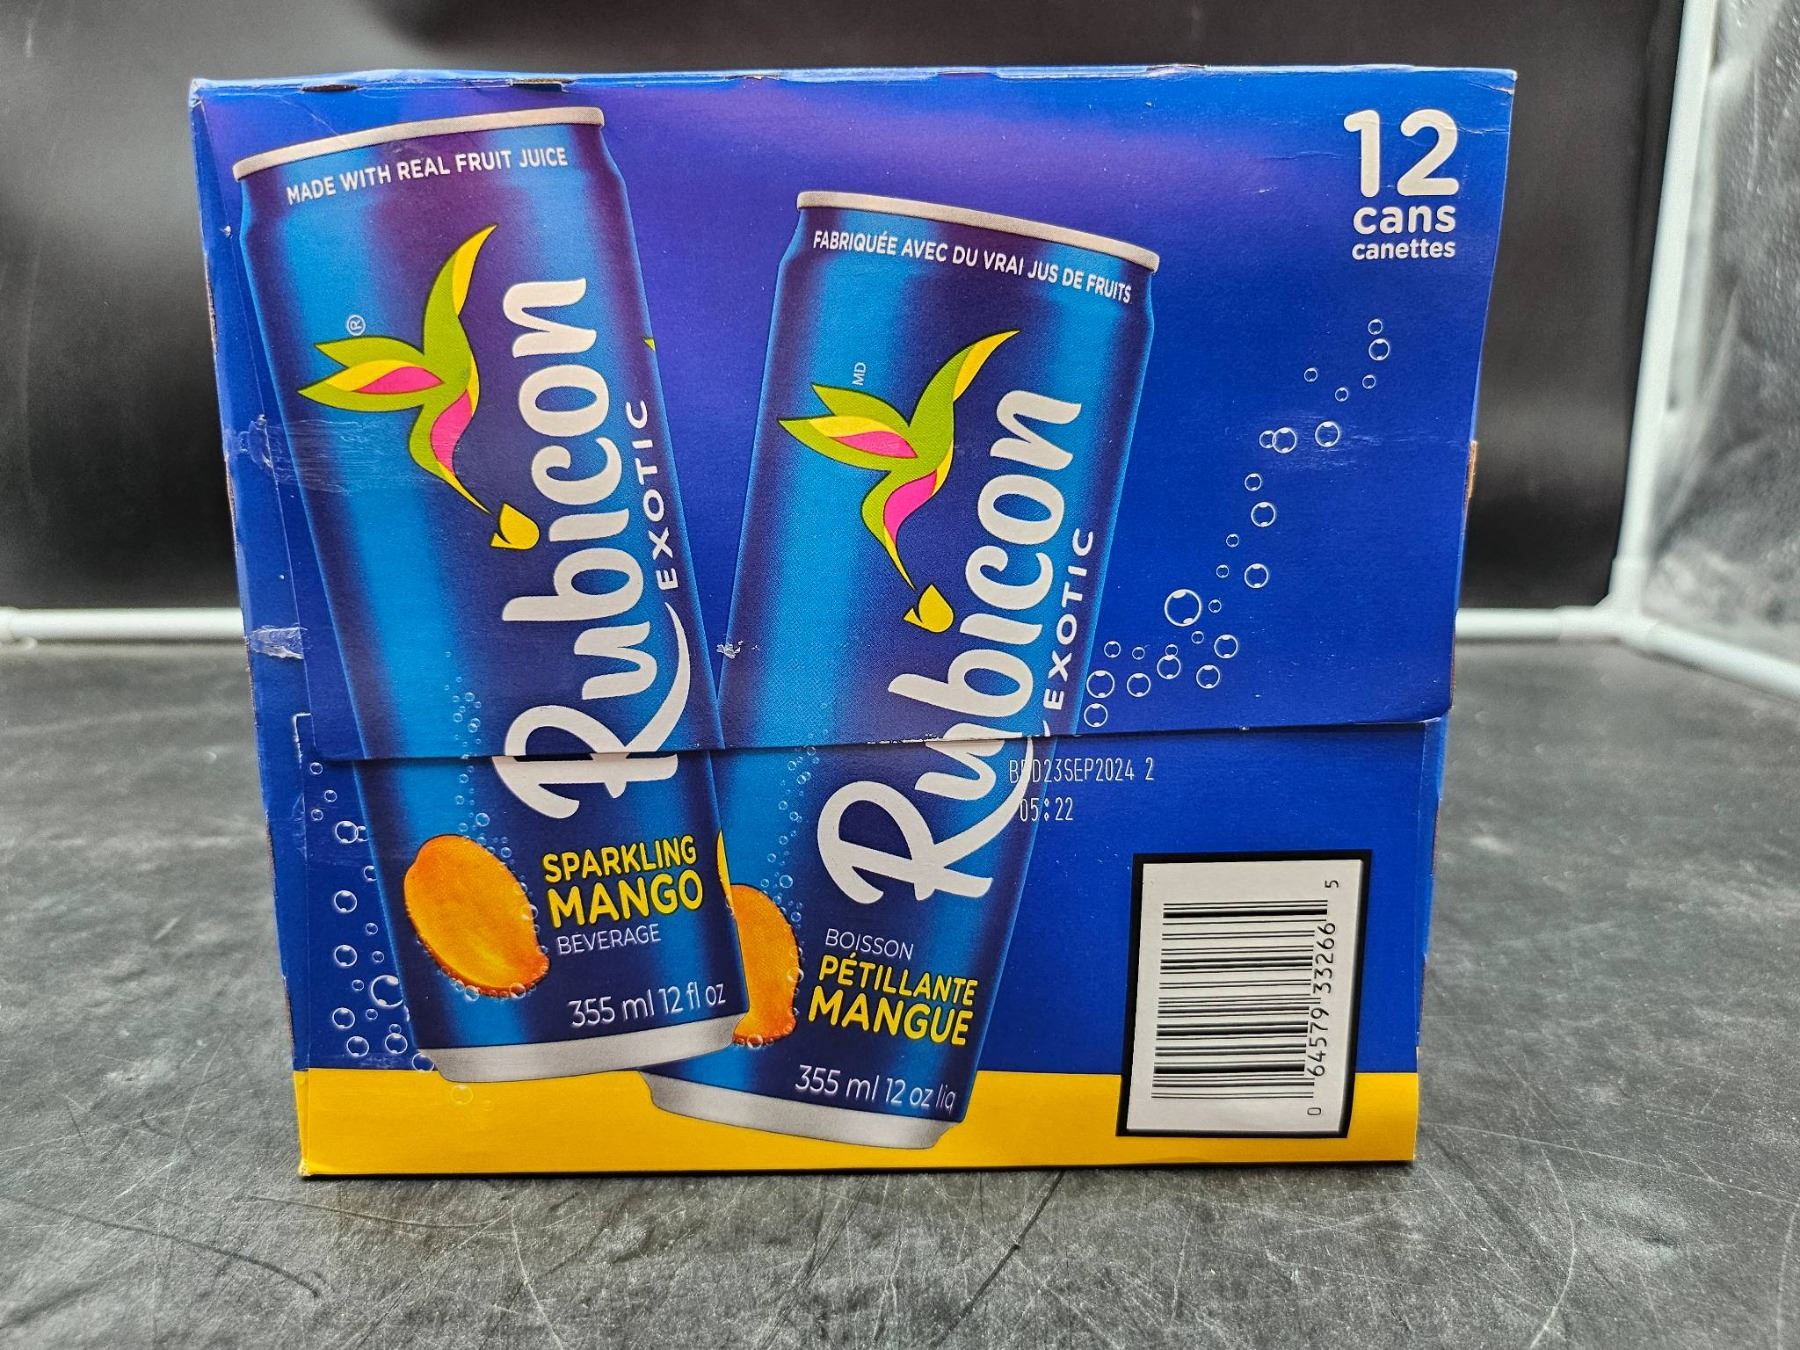 12
cans
canettes
MADE WITH REAL FRUIT JUICE
®
Rubicon
EXOTIC
SPARKLING
MANGO
BEVERAGE
355 ml 12 fl oz
FABRIQUÉE AVEC DU VRAI JUS DE FRUITS
MD
Rubicon
EXOTIC
BOISSON
PÉTILLANTE
MANGUE
355 ml 12 oz liq
23SEP2024 2
05:22
0 64579 33266 5